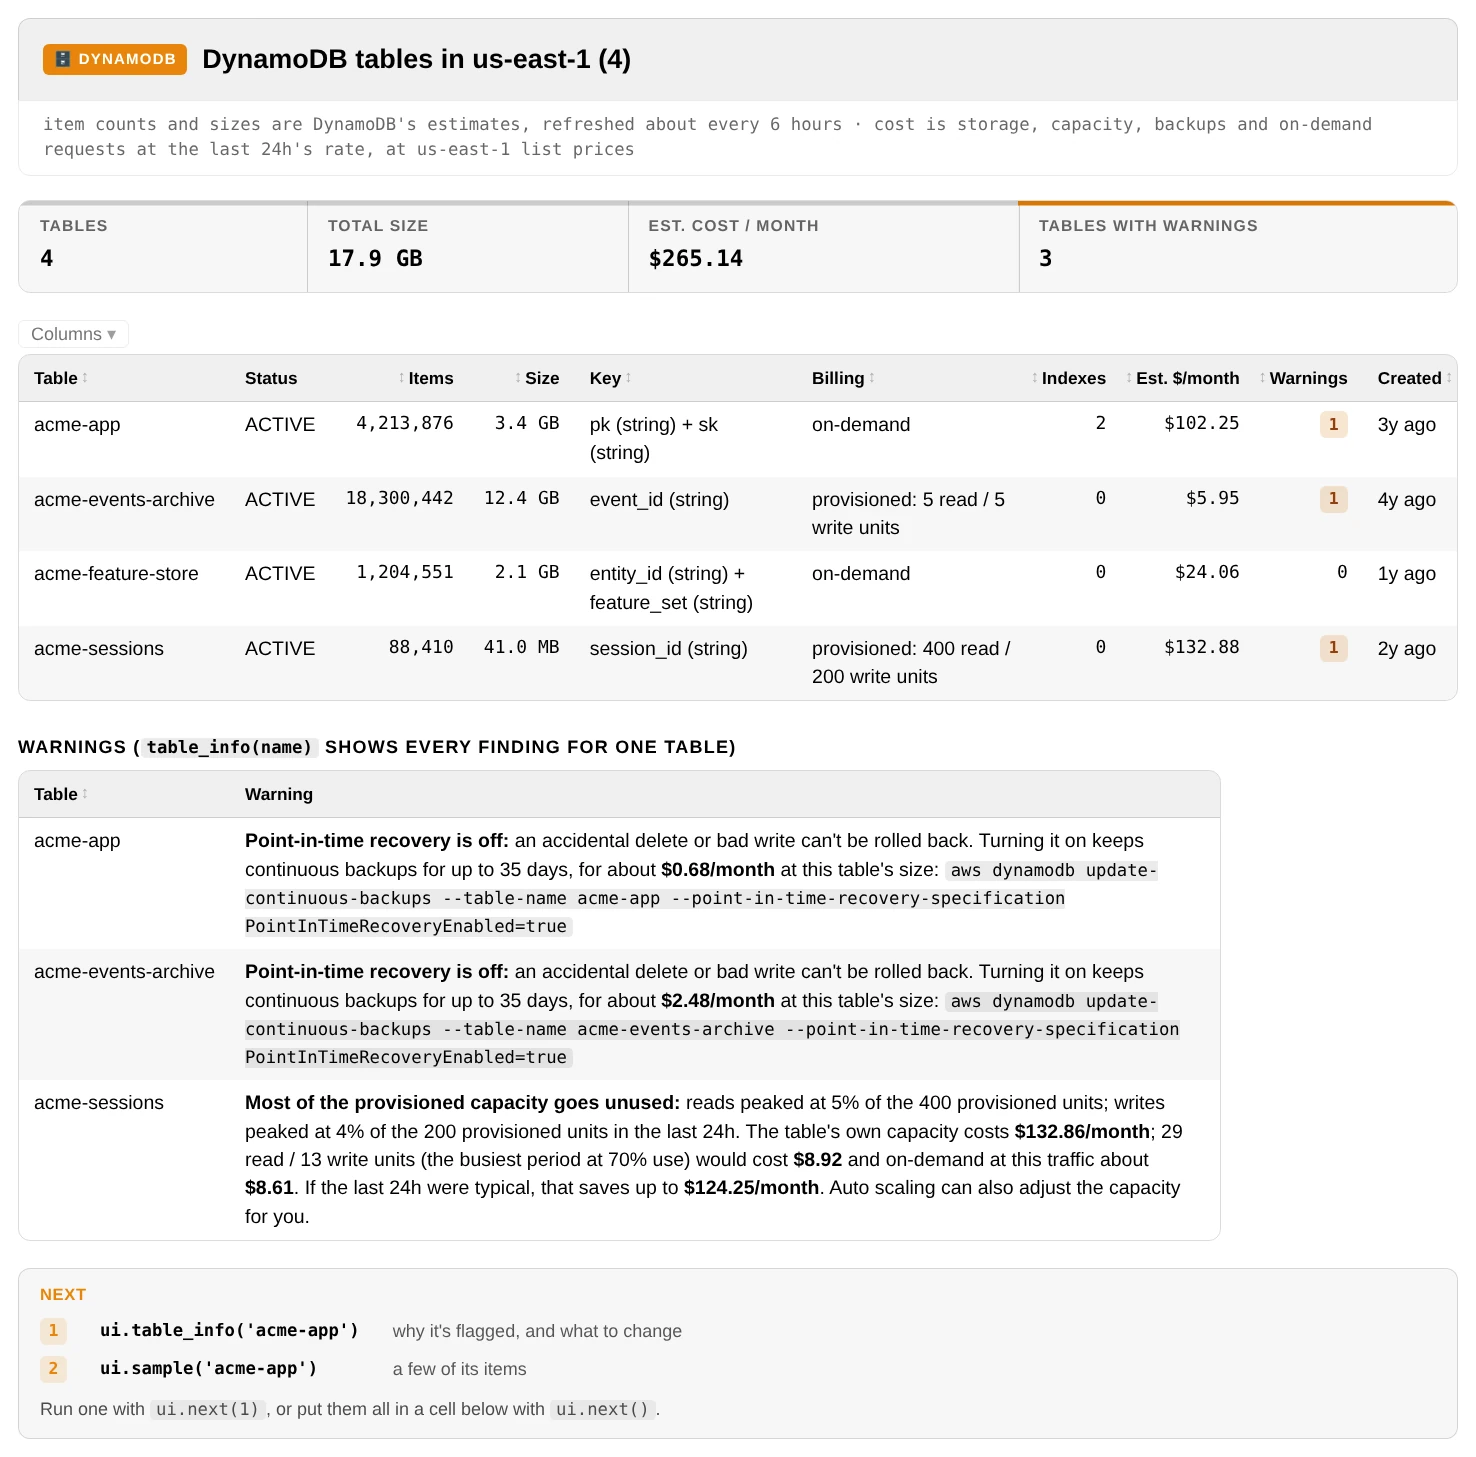 DYNAMODB DynamoDB tables in us-east-1 (4)
item counts and sizes are DynamoDB's estimates, refreshed about every 6 hours · cost is storage, capacity, backups and on-demand
requests at the last 24h's rate, at us-east-1 list prices
TABLES TOTAL SIZE EST. COST / MONTH TABLES WITH WARNINGS
4 17.9 GB $265.14 3
Columns ▾
Table↕ Status ↕Items ↕Size Key↕ Billing↕ ↕Indexes ↕Est. $/month ↕Warnings Created↕
acme-app ACTIVE 4,213,876 3.4 GB pk (string) + sk on-demand 2 $102.25 1 3y ago
(string)
acme-events-archive ACTIVE 18,300,442 12.4 GB event_id (string) provisioned: 5 read / 5 0 $5.95 1 4y ago
write units
acme-feature-store ACTIVE 1,204,551 2.1 GB entity_id (string) + on-demand 0 $24.06 0 1y ago
feature_set (string)
acme-sessions ACTIVE 88,410 41.0 MB session_id (string) provisioned: 400 read / 0 $132.88 1 2y ago
200 write units
WARNINGS (table_info(name) SHOWS EVERY FINDING FOR ONE TABLE)
Table↕ Warning
acme-app Point-in-time recovery is off: an accidental delete or bad write can't be rolled back. Turning it on keeps
continuous backups for up to 35 days, for about $0.68/month at this table's size: aws dynamodb update-
continuous-backups --table-name acme-app --point-in-time-recovery-specification
PointInTimeRecoveryEnabled=true
acme-events-archive Point-in-time recovery is off: an accidental delete or bad write can't be rolled back. Turning it on keeps
continuous backups for up to 35 days, for about $2.48/month at this table's size: aws dynamodb update-
continuous-backups --table-name acme-events-archive --point-in-time-recovery-specification
PointInTimeRecoveryEnabled=true
acme-sessions Most of the provisioned capacity goes unused: reads peaked at 5% of the 400 provisioned units; writes
peaked at 4% of the 200 provisioned units in the last 24h. The table's own capacity costs $132.86/month; 29
read / 13 write units (the busiest period at 70% use) would cost $8.92 and on-demand at this traffic about
$8.61. If the last 24h were typical, that saves up to $124.25/month. Auto scaling can also adjust the capacity
for you.
NEXT
1 ui.table_info('acme-app') why it's flagged, and what to change
2 ui.sample('acme-app') a few of its items
Run one with ui.next(1), or put them all in a cell below with ui.next().